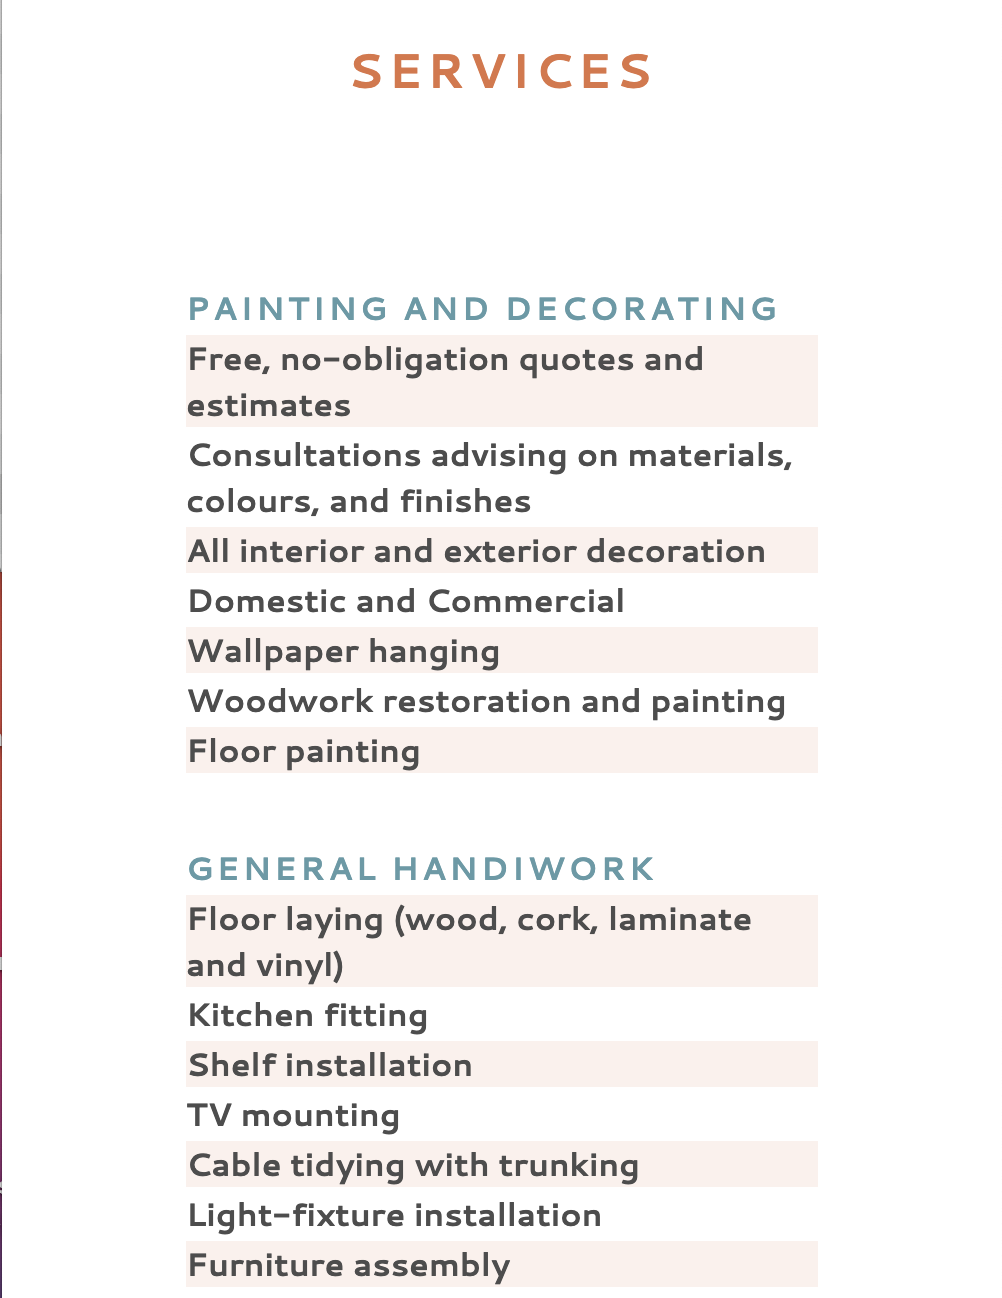 SERVICES
PAINTING AND DECORATING
Free, no-obligation quotes and
estimates
Consultations advising on materials,
colours, and finishes
All interior and exterior decoration
Domestic and Commercial
Wallpaper hanging
Woodwork restoration and painting
Floor painting
GENERAL HANDIWORK
Floor laying (wood, cork, laminate
and vinyl)
Kitchen fitting
Shelf installation
TV mounting
Cable tidying with trunking
Light-fixture installation
Furniture assembly